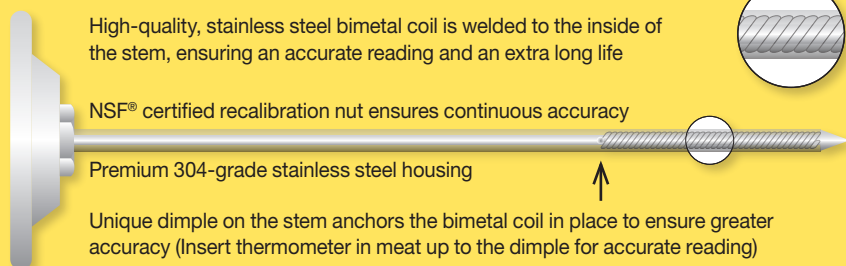 High-quality, stainless steel bimetal coil is welded to the inside of
the stem, ensuring an accurate reading and an extra long life
NSF® certified recalibration nut ensures continuous accuracy
Premium 304-grade stainless steel housing
Unique dimple on the stem anchors the bimetal coil in place to ensure greater
accuracy (Insert thermometer in meat up to the dimple for accurate reading)